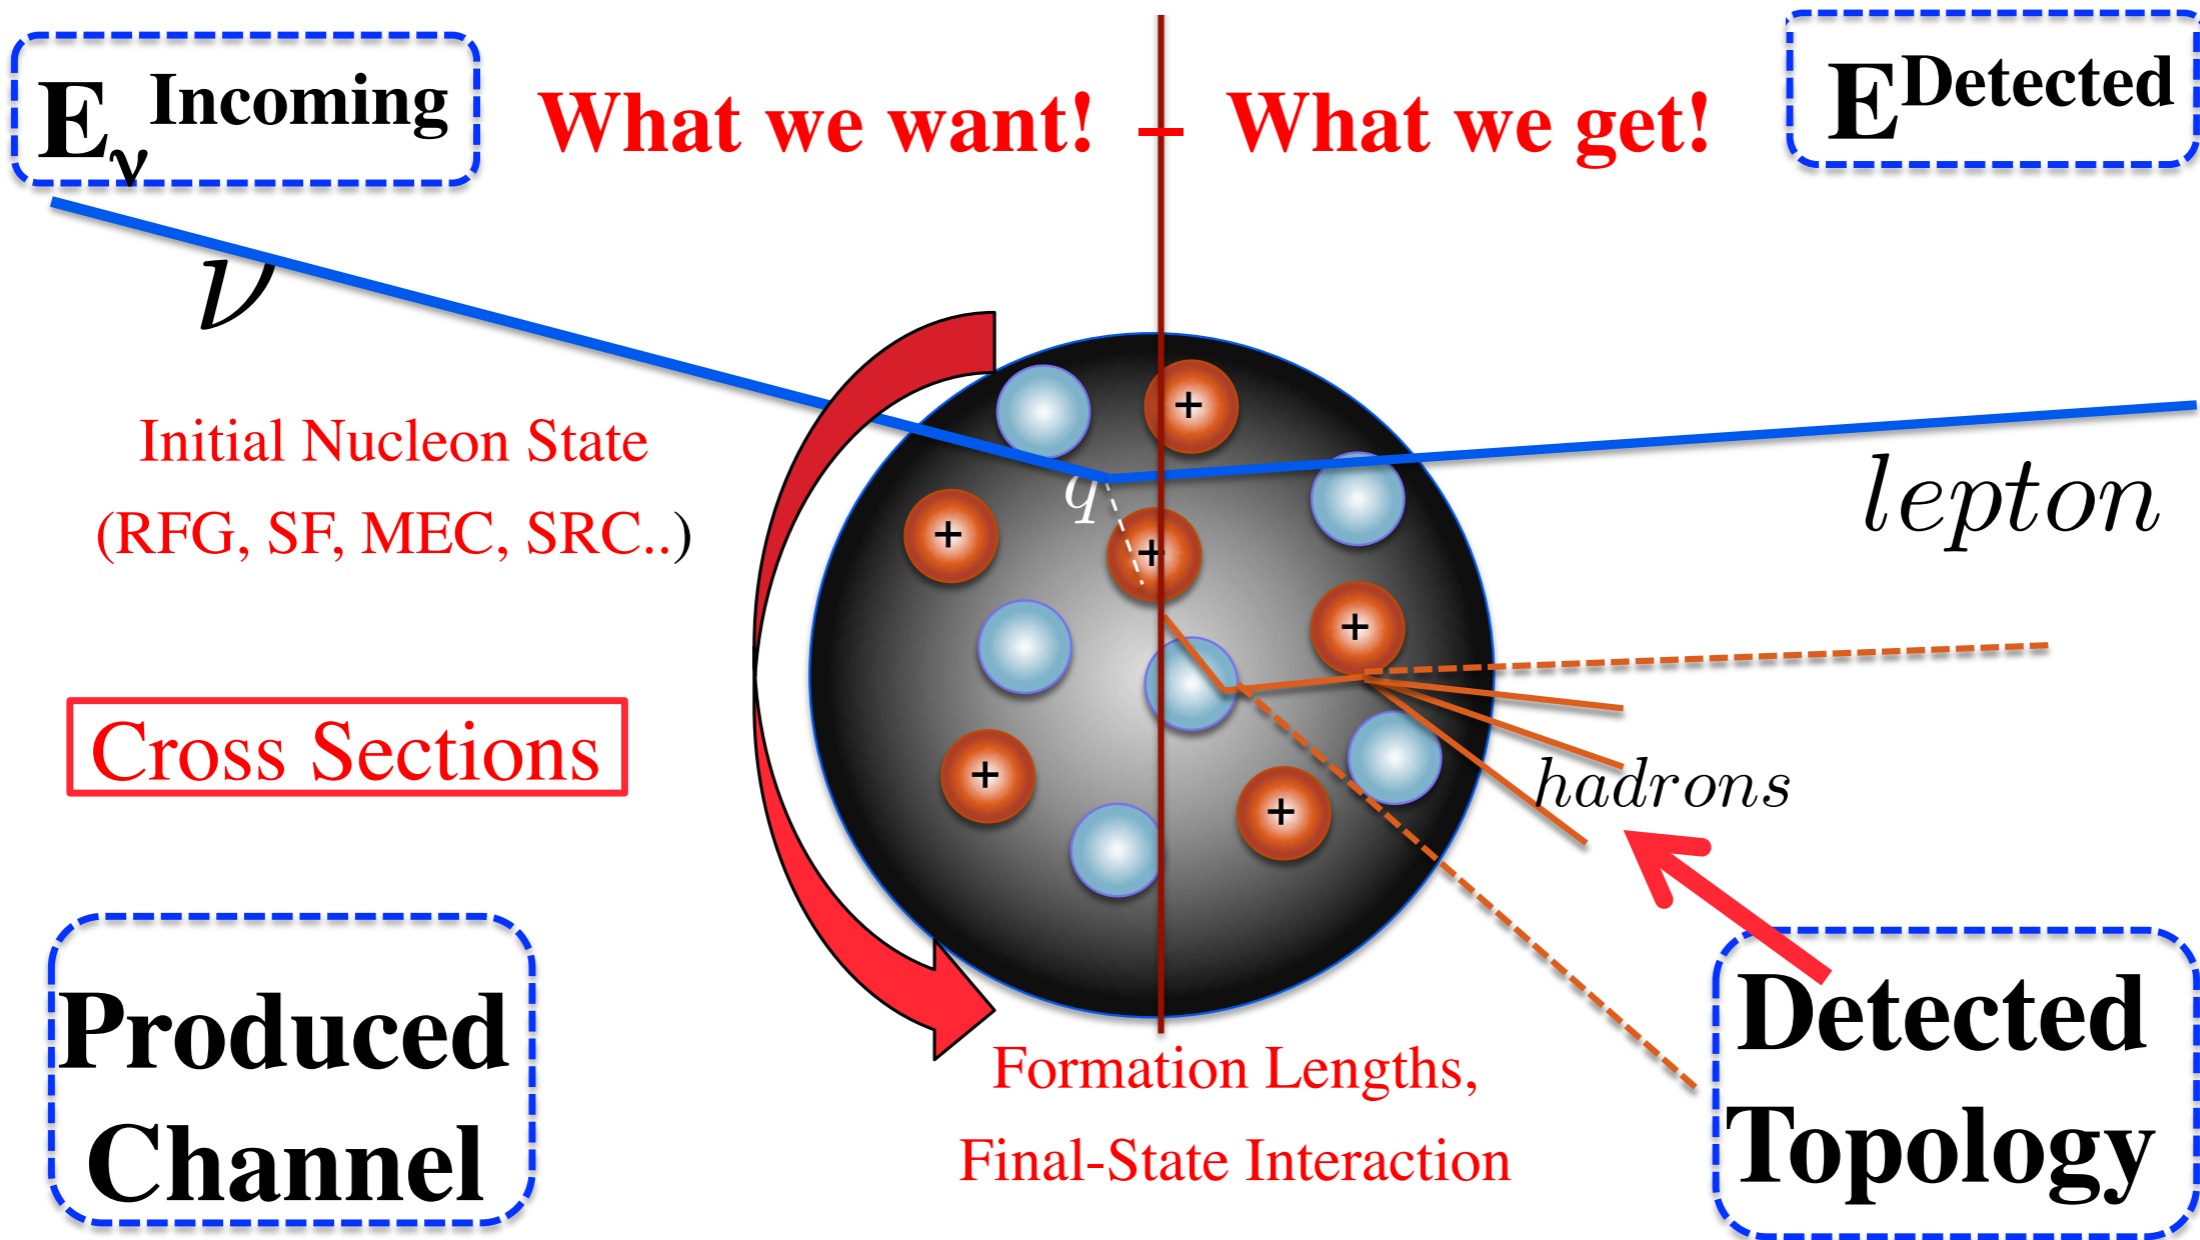 Eν Incoming
What we want! – What we get!
E Detected
ν
Initial Nucleon State
(RFG, SF, MEC, SRC..)
q
lepton
+
+
+
+
+
+
Cross Sections
hadrons
Produced
Channel
Formation Lengths,
Final-State Interaction
Detected
Topology